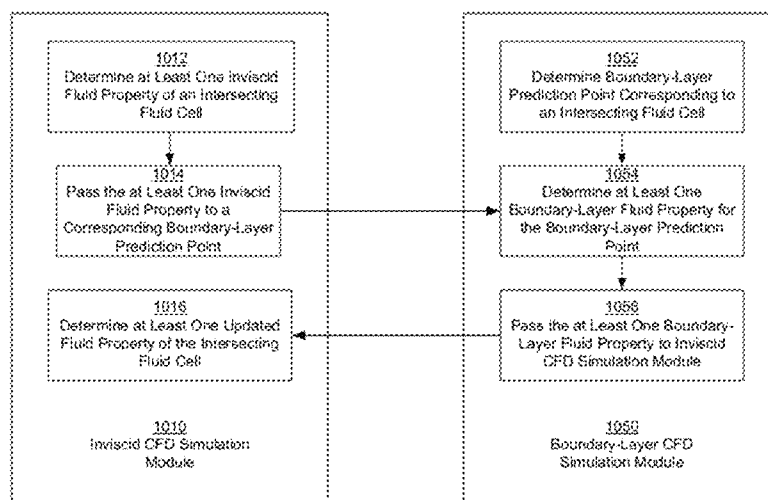 1012
Determine at Least One Inviscid
Fluid Property of an Intersecting
Fluid Cell
1014
Pass the at Least One Inviscid
Fluid Property to a
Corresponding Boundary-Layer
Prediction Point
1016
Determine at Least One Updated
Fluid Property of the Intersecting
Fluid Cell
1010
Inviscid CFD Simulation
Module
1052
Determine Boundary-Layer
Prediction Point Corresponding to
an Intersecting Fluid Cell
1054
Determine at Least One
Boundary-Layer Fluid Property for
the Boundary-Layer Prediction
Point
1056
Pass the at Least One Boundary-
Layer Fluid Property to Inviscid
CFD Simulation Module
1050
Boundary-Layer CFD
Simulation Module